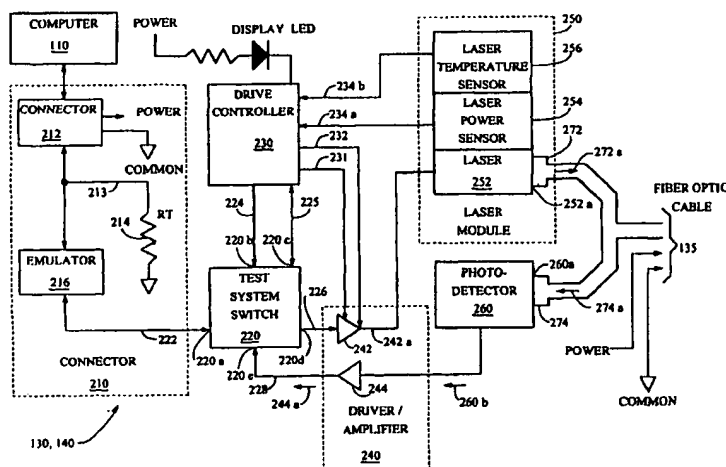 COMPUTER
110
CONNECTOR
212
POWER
COMMON
213
214
RT
EMULATOR
216
222
CONNECTOR
210
130, 140
POWER
DISPLAY LED
DRIVE
CONTROLLER
230
234 b
234 a
232
231
224
225
220 b
220 c
TEST
SYSTEM
SWITCH
220
220 a
220 d
220 e
226
228
244 a
242
242 a
244
DRIVER /
AMPLIFIER
240
260 b
250
LASER
TEMPERATURE
SENSOR
256
LASER
POWER
SENSOR
254
LASER
252
272
272 a
252 a
LASER
MODULE
FIBER OPTIC
CABLE
135
PHOTO-
DETECTOR
260
260a
274 a
274
POWER
COMMON